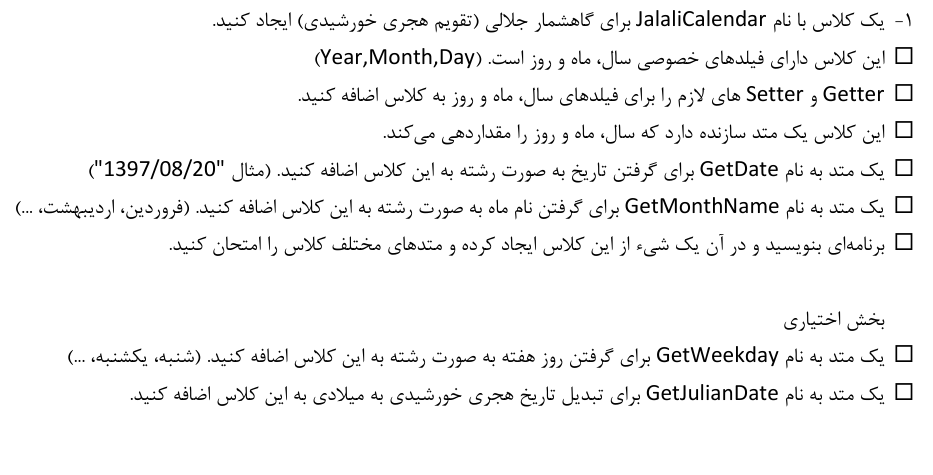 ۱- یک کلاس با نام JalaliCalendar برای گاهشمار جلالی (تقویم هجری خورشیدی) ایجاد کنید.
□ این کلاس دارای فیلدهای خصوصی سال، ماه و روز است. (Year,Month,Day)
□ Getter و Setter های لازم را برای فیلدهای سال، ماه و روز به کلاس اضافه کنید.
□ این کلاس یک متد سازنده دارد که سال، ماه و روز را مقداردهی می‌کند.
□ یک متد به نام GetDate برای گرفتن تاریخ به صورت رشته به این کلاس اضافه کنید. (مثال "1397/08/20")
□ یک متد به نام GetMonthName برای گرفتن نام ماه به صورت رشته به این کلاس اضافه کنید. (فروردین، اردیبهشت، ...)
□ برنامه‌ای بنویسید و در آن یک شیء از این کلاس ایجاد کرده و متدهای مختلف کلاس را امتحان کنید.
بخش اختیاری
□ یک متد به نام GetWeekday برای گرفتن روز هفته به صورت رشته به این کلاس اضافه کنید. (شنبه، یکشنبه، ...)
□ یک متد به نام GetJulianDate برای تبدیل تاریخ هجری خورشیدی به میلادی به این کلاس اضافه کنید.